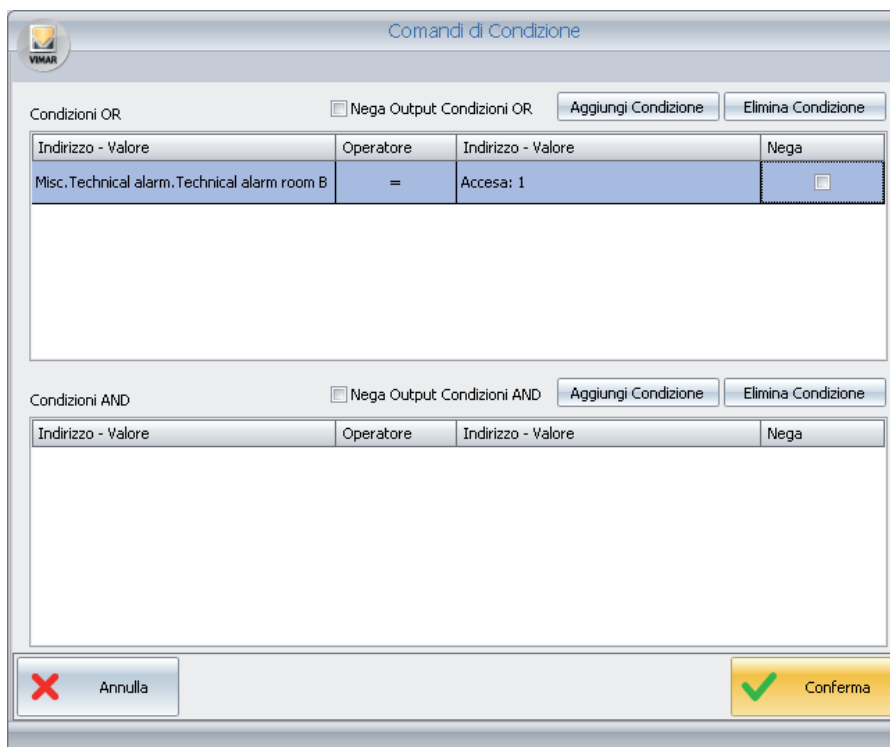 Comandi di Condizione
VIMAR
Condizioni OR Nega Output Condizioni OR Aggiungi Condizione Elimina Condizione
Indirizzo - Valore Operatore Indirizzo - Valore Nega
Misc.Technical alarm.Technical alarm room B = Accesa: 1
Condizioni AND Nega Output Condizioni AND Aggiungi Condizione Elimina Condizione
Indirizzo - Valore Operatore Indirizzo - Valore Nega
Annulla Conferma